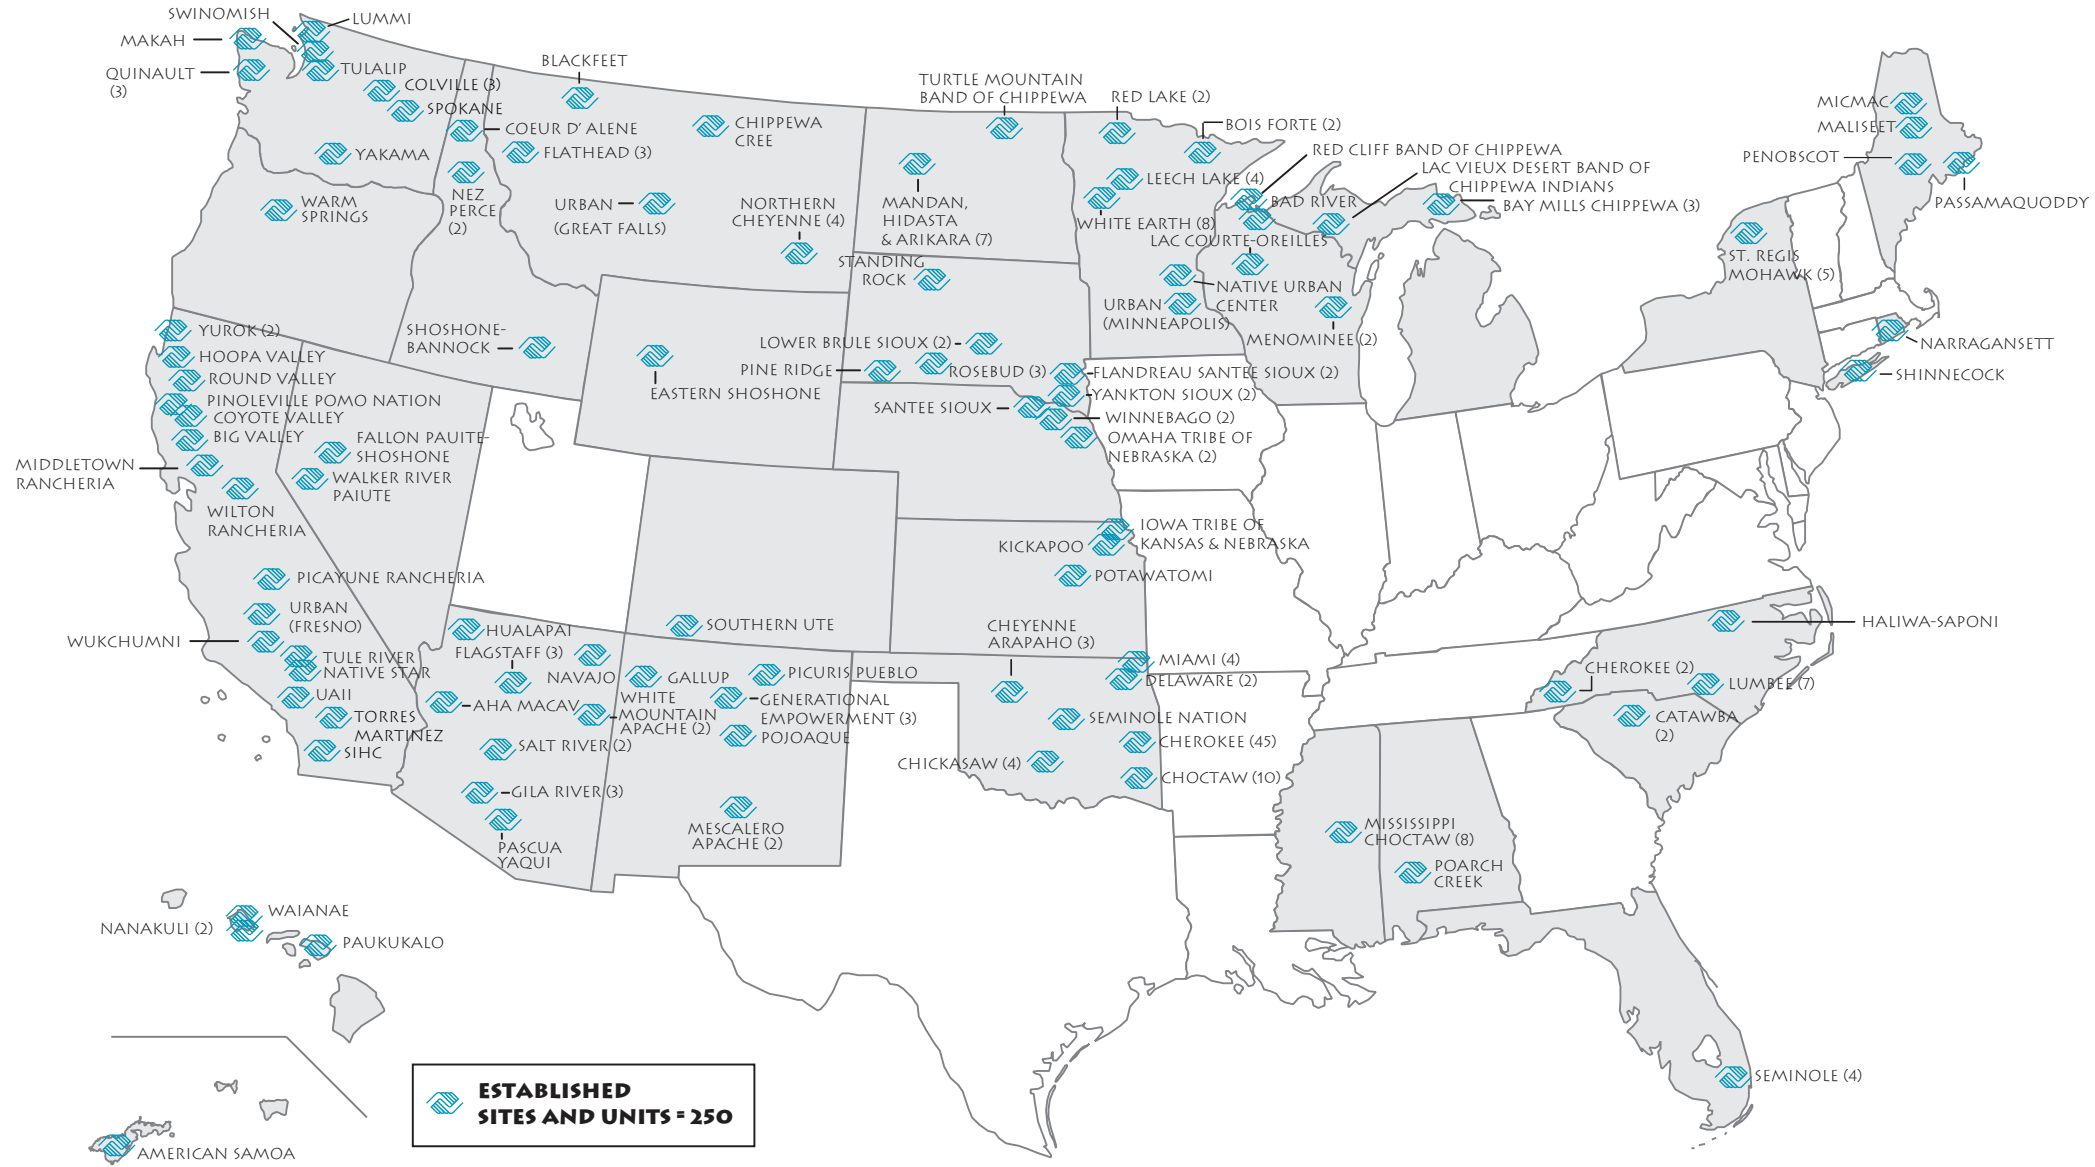 SWINOMISH
LUMMI
MAKAH
QUINAULT
(3)
TULALIP
COLVILLE (3)
SPOKANE
YAKAMA
COEUR D' ALENE
FLATHEAD (3)
NEZ
PERCE
(2)
WARM
SPRINGS
BLACKFEET
CHIPPEWA
CREE
URBAN
(GREAT FALLS)
NORTHERN
CHEYENNE (4)
TURTLE MOUNTAIN
BAND OF CHIPPEWA
MANDAN,
HIDASTA
& ARIKARA (7)
STANDING
ROCK
RED LAKE (2)
BOIS FORTE (2)
LEECH LAKE (4)
WHITE EARTH (8)
RED CLIFF BAND OF CHIPPEWA
LAC VIEUX DESERT BAND OF
CHIPPEWA INDIANS
BAD RIVER
BAY MILLS CHIPPEWA (3)
LAC COURTE-OREILLES
NATIVE URBAN
CENTER
URBAN
(MINNEAPOLIS)
MENOMINEE (2)
MICMAC
MALISEET
PENOBSCOT
PASSAMAQUODDY
ST. REGIS
MOHAWK (5)
NARRAGANSETT
SHINNECOCK
YUROK (2)
HOOPA VALLEY
ROUND VALLEY
PINOLEVILLE POMO NATION
COYOTE VALLEY
BIG VALLEY
MIDDLETOWN
RANCHERIA
WILTON
RANCHERIA
SHOSHONE-
BANNOCK
FALLON PAUITE-
SHOSHONE
WALKER RIVER
PAIUTE
EASTERN SHOSHONE
LOWER BRULE SIOUX (2)
PINE RIDGE
ROSEBUD (3)
FLANDREAU SANTEE SIOUX (2)
YANKTON SIOUX (2)
SANTEE SIOUX
WINNEBAGO (2)
OMAHA TRIBE OF
NEBRASKA (2)
IOWA TRIBE OF
KANSAS & NEBRASKA
KICKAPOO
POTAWATOMI
PICAYUNE RANCHERIA
URBAN
(FRESNO)
WUKCHUMNI
TULE RIVER
NATIVE STAR
UAII
TORRES
MARTINEZ
SIHC
HUALAPAI
FLAGSTAFF (3)
NAVAJO
AHA MACAV
WHITE
MOUNTAIN
APACHE (2)
SALT RIVER (2)
GILA RIVER (3)
PASCUA
YAQUI
SOUTHERN UTE
GALLUP
PICURIS PUEBLO
GENERATIONAL
EMPOWERMENT (3)
POJOAQUE
MESCALERO
APACHE (2)
CHEYENNE
ARAPAHO (3)
MIAMI (4)
DELAWARE (2)
SEMINOLE NATION
CHEROKEE (45)
CHICKASAW (4)
CHOCTAW (10)
HALIWA-SAPONI
CHEROKEE (2)
LUMBEE (7)
CATAWBA
(2)
MISSISSIPPI
CHOCTAW (8)
POARCH
CREEK
SEMINOLE (4)
WAIANAE
NANAKULI (2)
PAUKUKALO
AMERICAN SAMOA
ESTABLISHED
SITES AND UNITS = 250